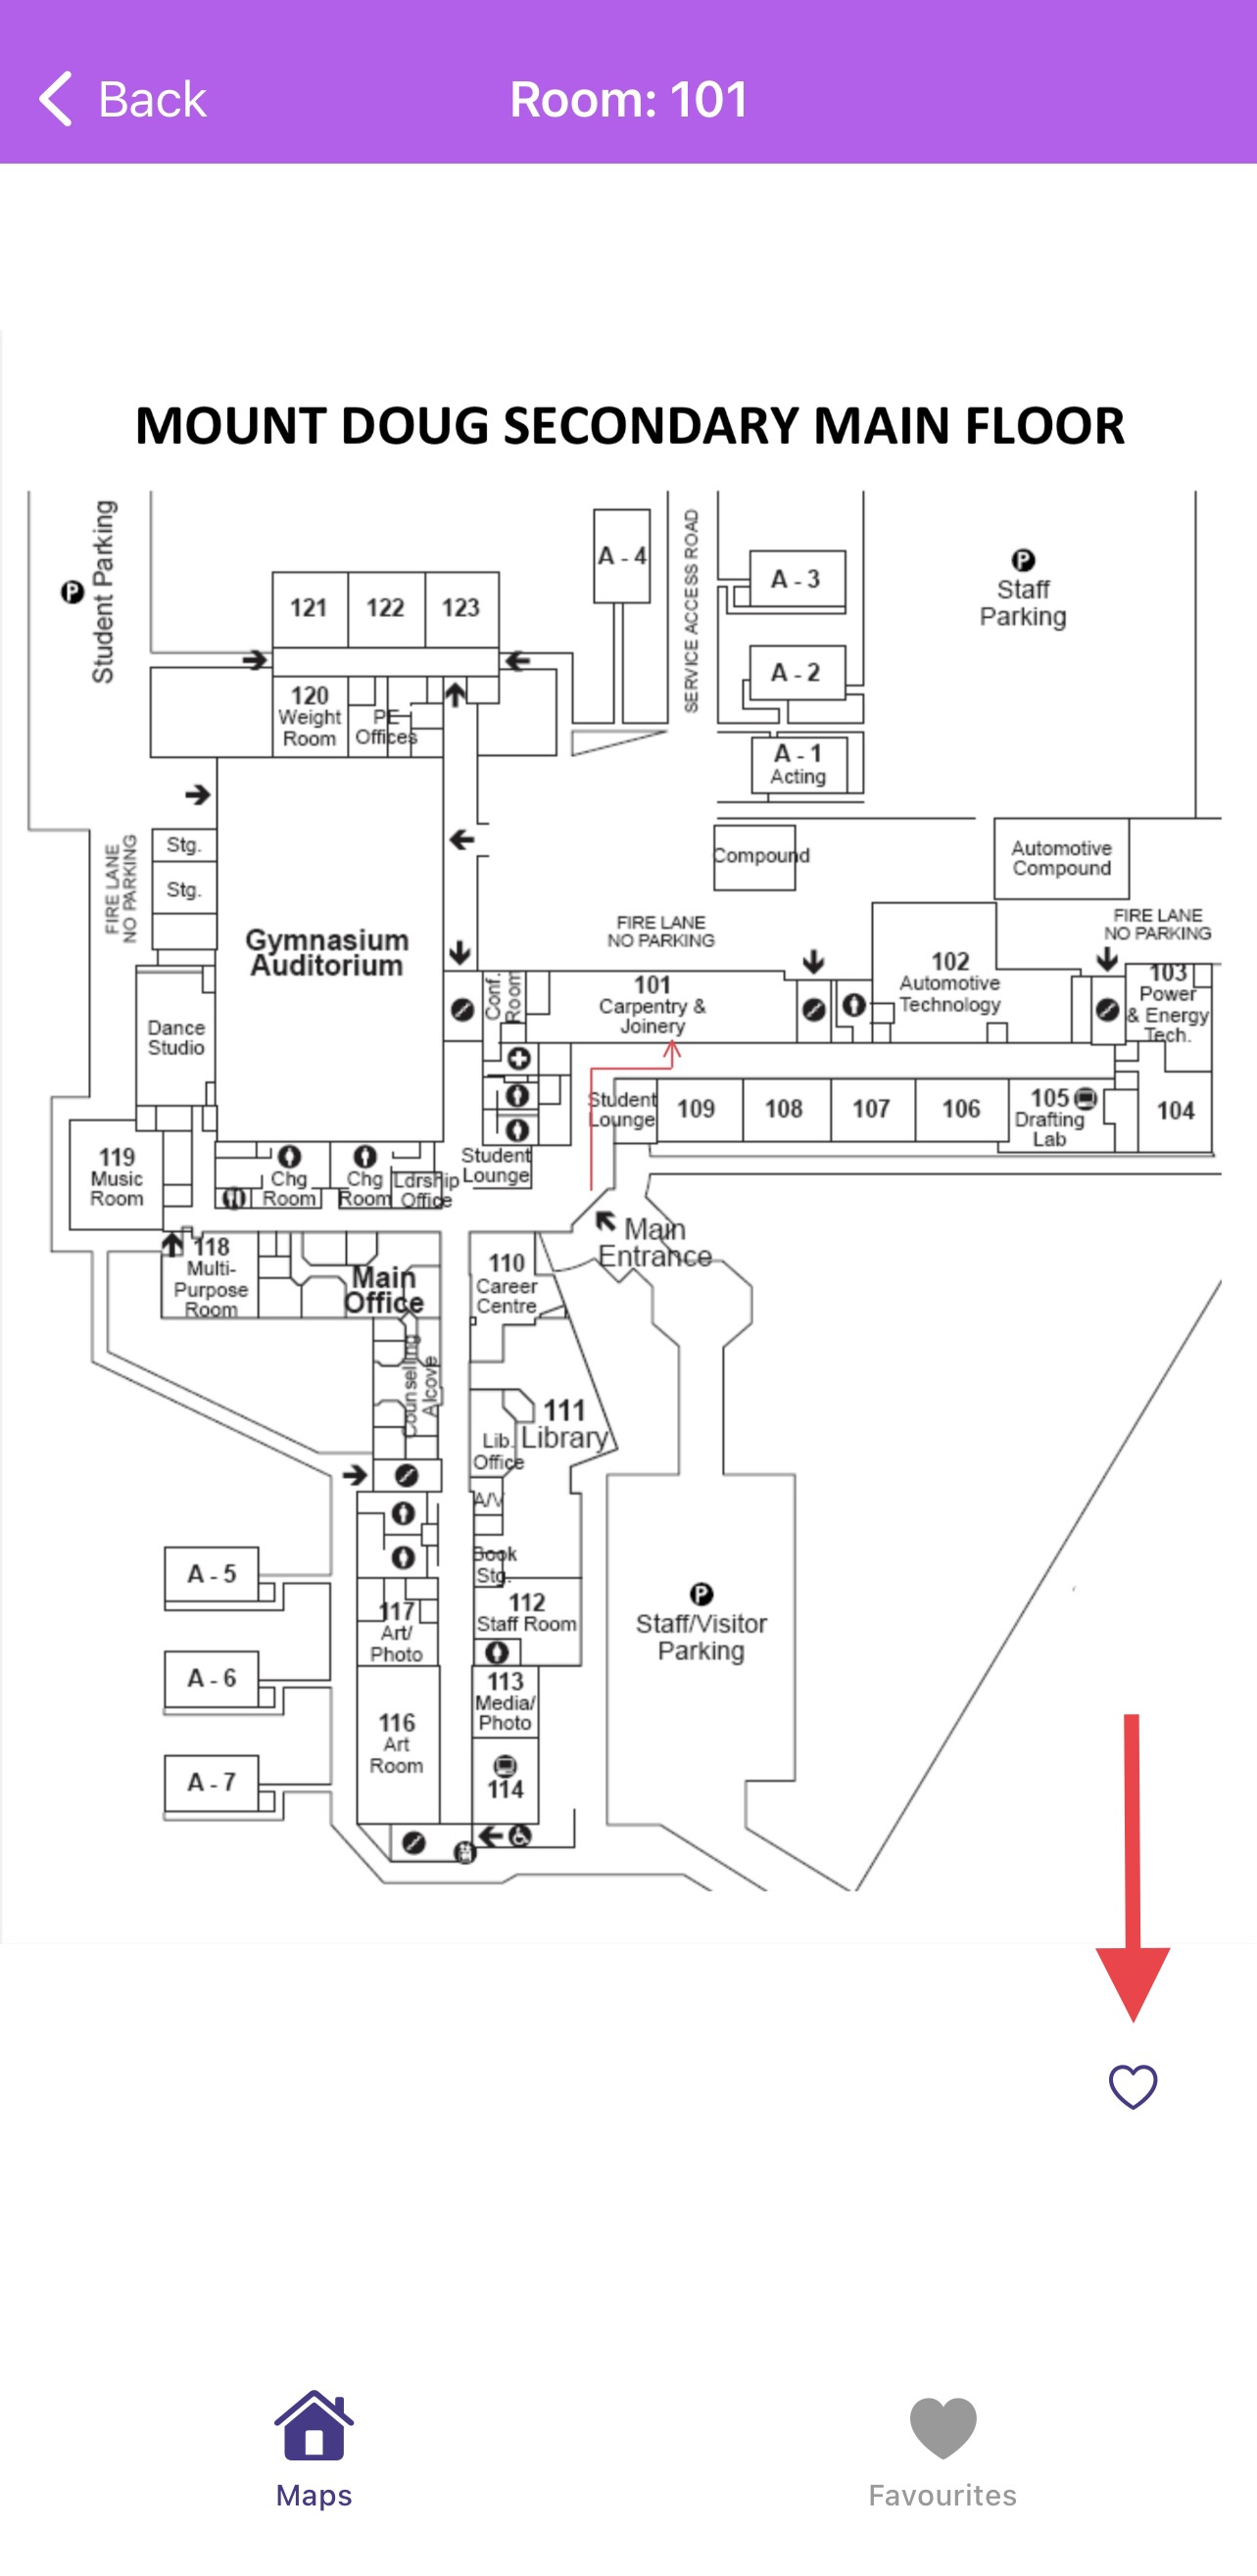 Back
Room: 101
MOUNT DOUG SECONDARY MAIN FLOOR
Student Parking
P
A - 4
SERVICE ACCESS ROAD
A - 3
P
Staff
Parking
121
122
123
A - 2
120
Weight
Room
PE
Offices
A - 1
Acting
Stg.
Stg.
FIRE LANE
NO PARKING
Compound
Automotive
Compound
Gymnasium
Auditorium
FIRE LANE
NO PARKING
FIRE LANE
NO PARKING
Conf.
Room
101
Carpentry &
Joinery
102
Automotive
Technology
103
Power
& Energy
Tech.
Dance
Studio
Student
Lounge
109
108
107
106
105
Drafting
Lab
104
119
Music
Room
Chg
Room
Chg
Room
Ldrship
Office
Student
Lounge
Main
Entrance
118
Multi-
Purpose
Room
Main
Office
110
Career
Centre
Counselling
Alcove
111
Library
Lib.
Office
A/V
Book
Stg.
A - 5
117
Art/
Photo
112
Staff Room
P
Staff/Visitor
Parking
A - 6
113
Media/
Photo
116
Art
Room
A - 7
114
Maps
Favourites